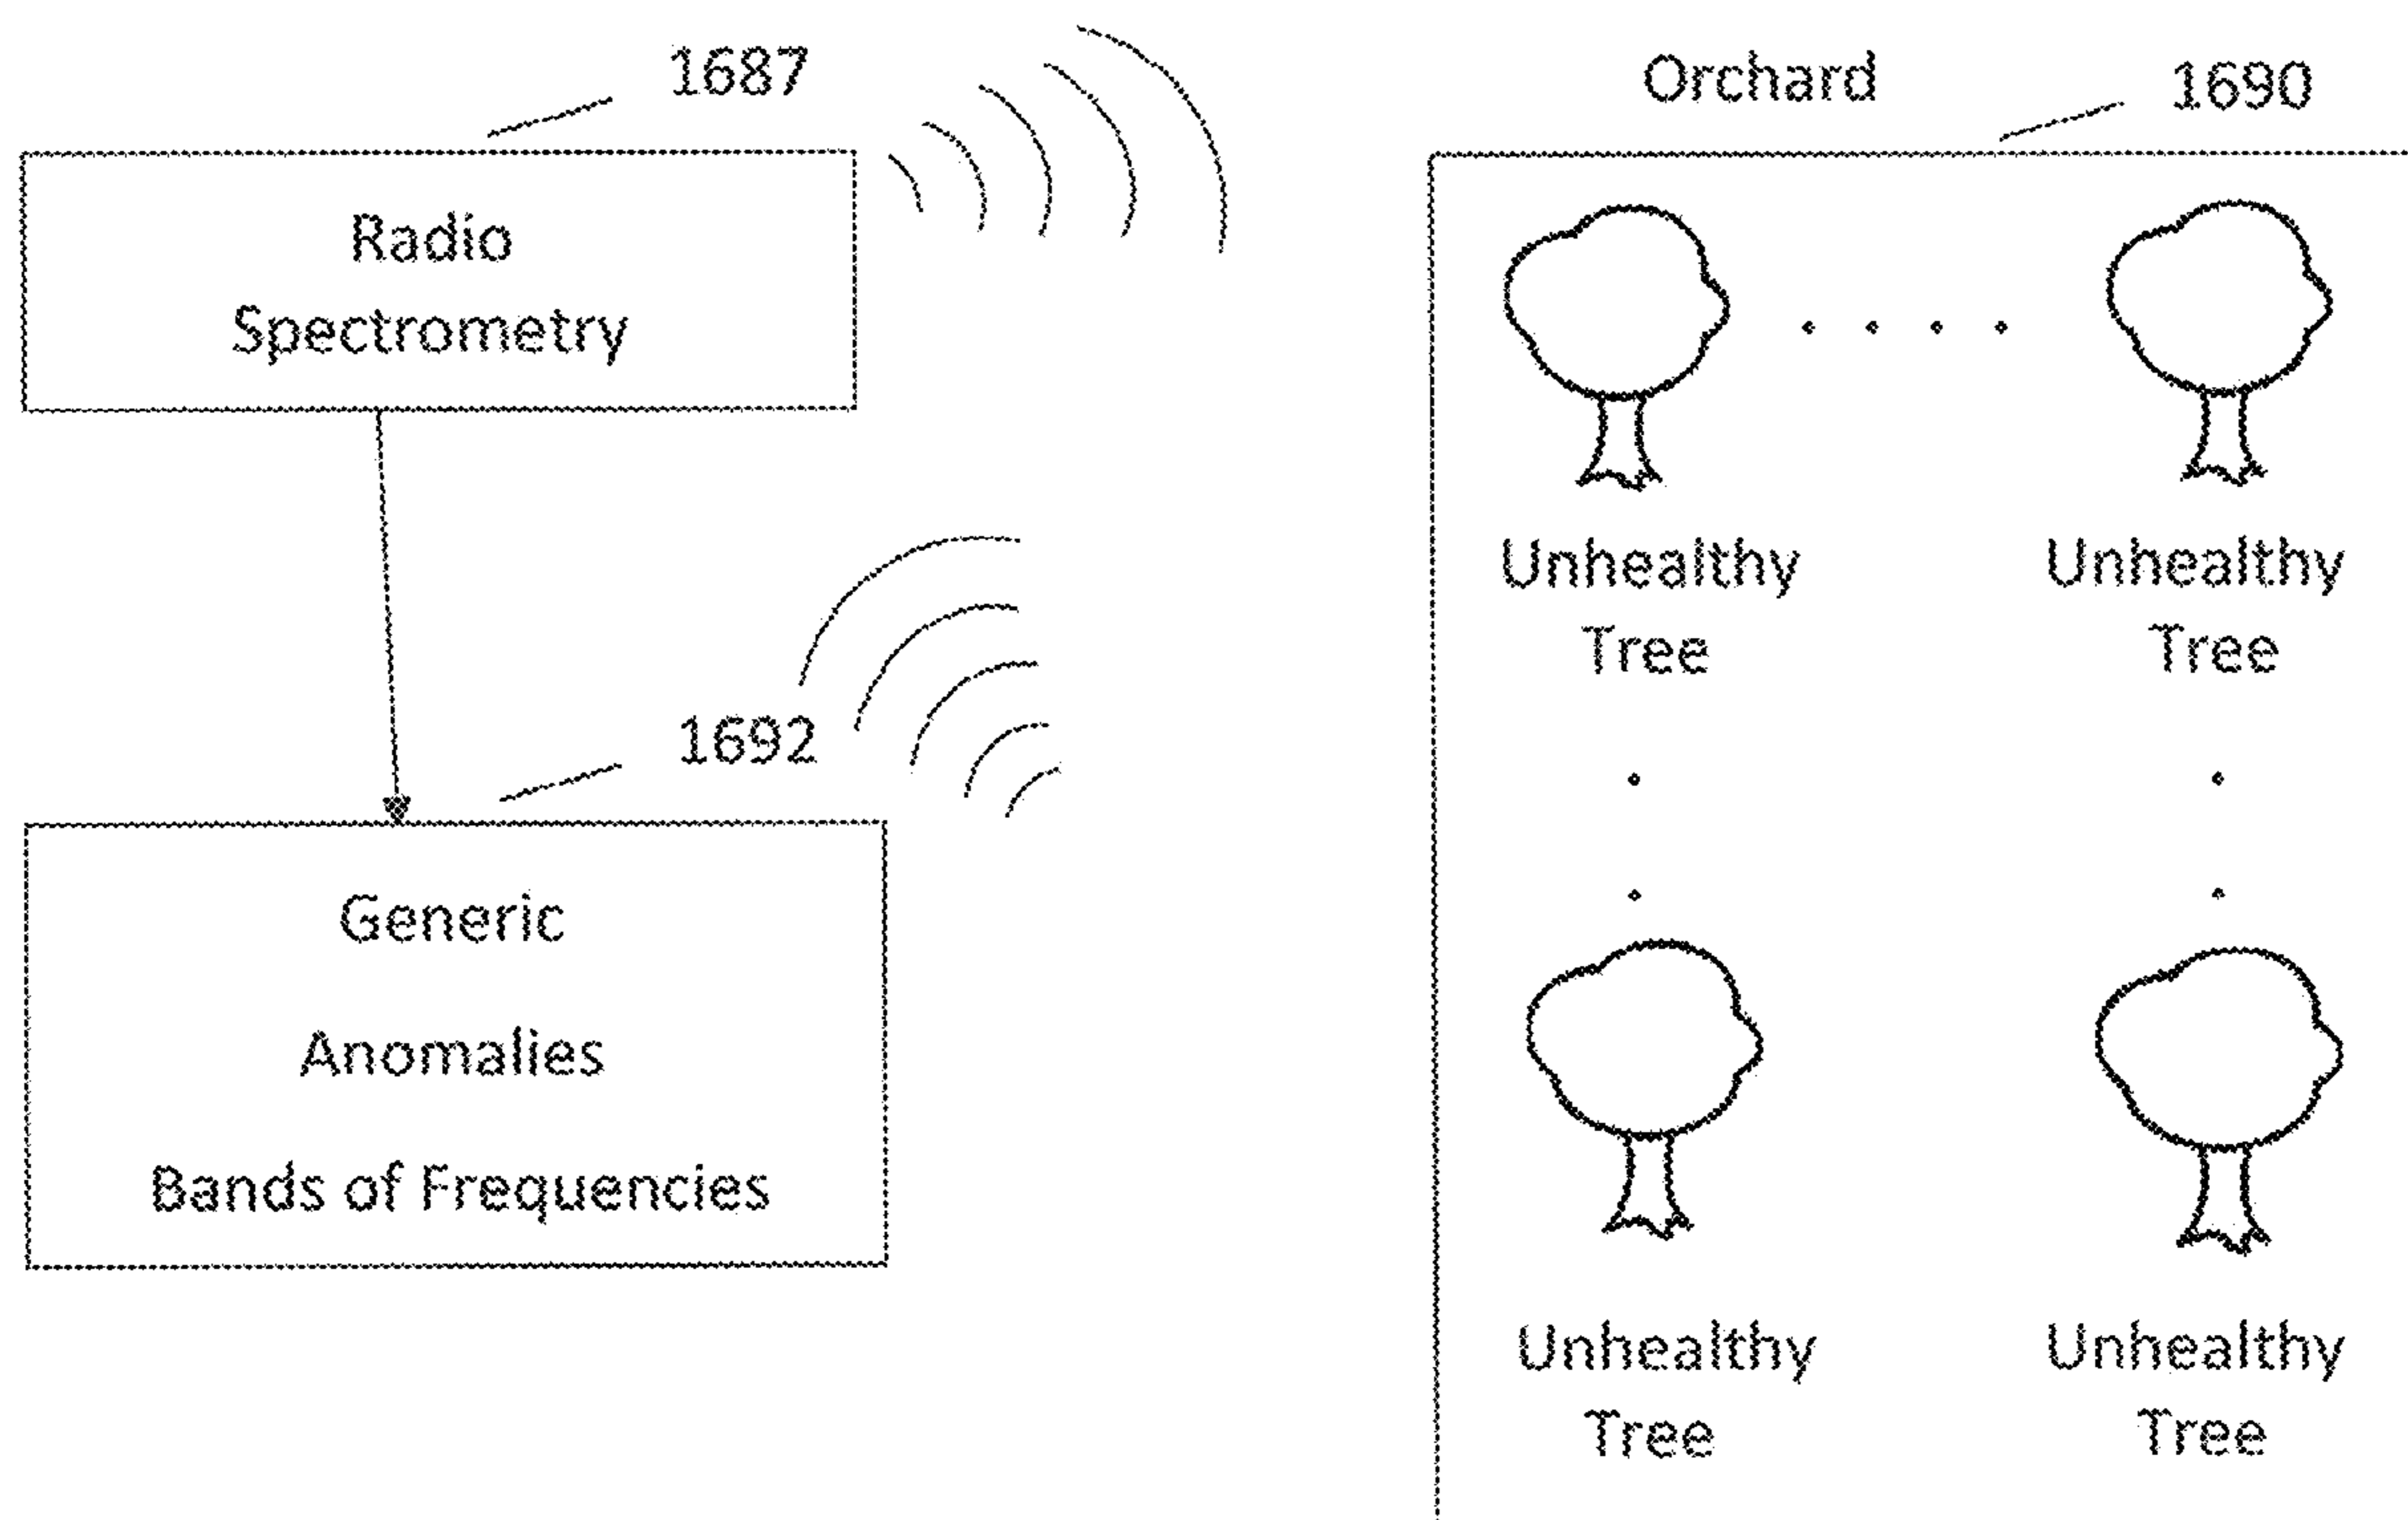 1687
Radio
Spectrometry
1692
Generic
Anomalies
Bands of Frequencies
Orchard
1690
Unhealthy
Tree
Unhealthy
Tree
Unhealthy
Tree
Unhealthy
Tree